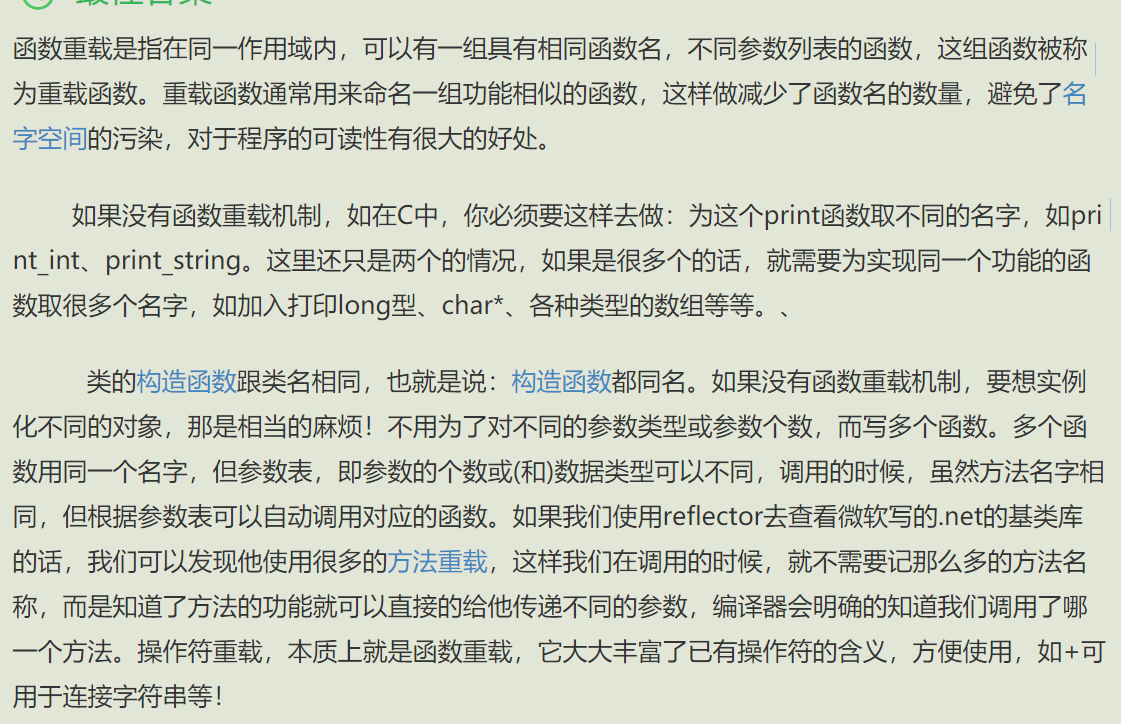 最佳答案
函数重载是指在同一作用域内，可以有一组具有相同函数名，不同参数列表的函数，这组函数被称
为重载函数。重载函数通常用来命名一组功能相似的函数，这样做减少了函数名的数量，避免了名
字空间的污染，对于程序的可读性有很大的好处。
如果没有函数重载机制，如在C中，你必须要这样去做：为这个print函数取不同的名字，如pri
nt_int、print_string。这里还只是两个的情况，如果是很多个的话，就需要为实现同一个功能的函
数取很多个名字，如加入打印long型、char*、各种类型的数组等等。、
类的构造函数跟类名相同，也就是说：构造函数都同名。如果没有函数重载机制，要想实例
化不同的对象，那是相当的麻烦！不用为了对不同的参数类型或参数个数，而写多个函数。多个函
数用同一个名字，但参数表，即参数的个数或(和)数据类型可以不同，调用的时候，虽然方法名字相
同，但根据参数表可以自动调用对应的函数。如果我们使用reflector去查看微软写的.net的基类库
的话，我们可以发现他使用很多的方法重载，这样我们在调用的时候，就不需要记那么多的方法名
称，而是知道了方法的功能就可以直接的给他传递不同的参数，编译器会明确的知道我们调用了哪
一个方法。操作符重载，本质上就是函数重载，它大大丰富了已有操作符的含义，方便使用，如+可
用于连接字符串等！